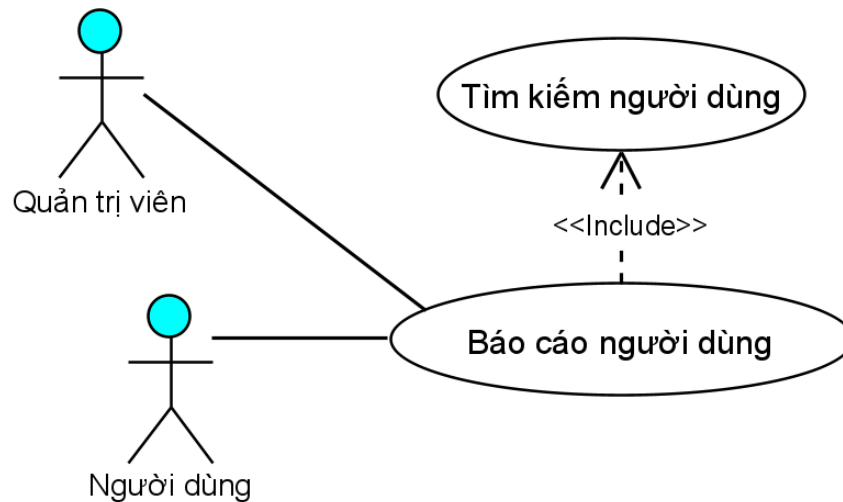 Tìm kiếm người dùng
Quản trị viên
<<Include>>
Báo cáo người dùng
Người dùng